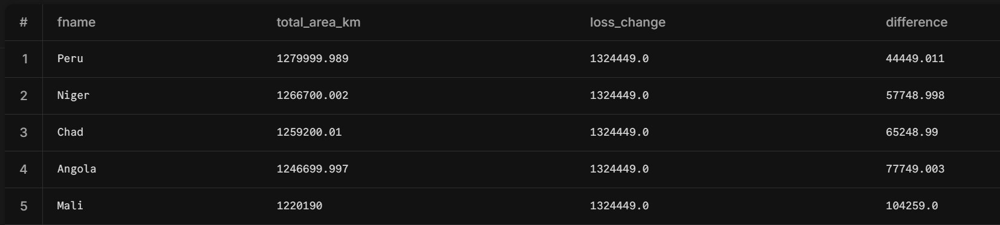 # fname total_area_km loss_change difference
1 Peru 1279999.989 1324449.0 44449.011
2 Niger 1266700.002 1324449.0 57748.998
3 Chad 1259200.01 1324449.0 65248.99
4 Angola 1246699.997 1324449.0 77749.003
5 Mali 1220190 1324449.0 104259.0